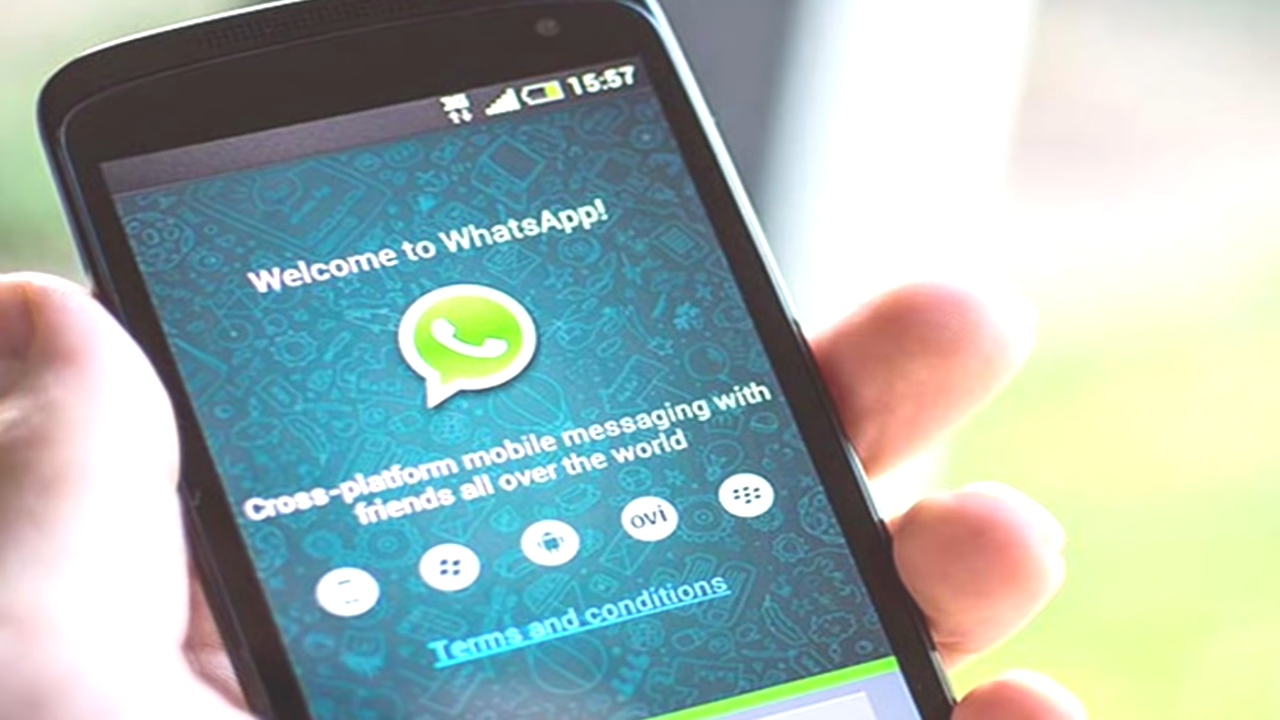 15:57
Welcome to WhatsApp!
Cross-platform mobile messaging with
friends all over the world
ovi
Terms and conditions